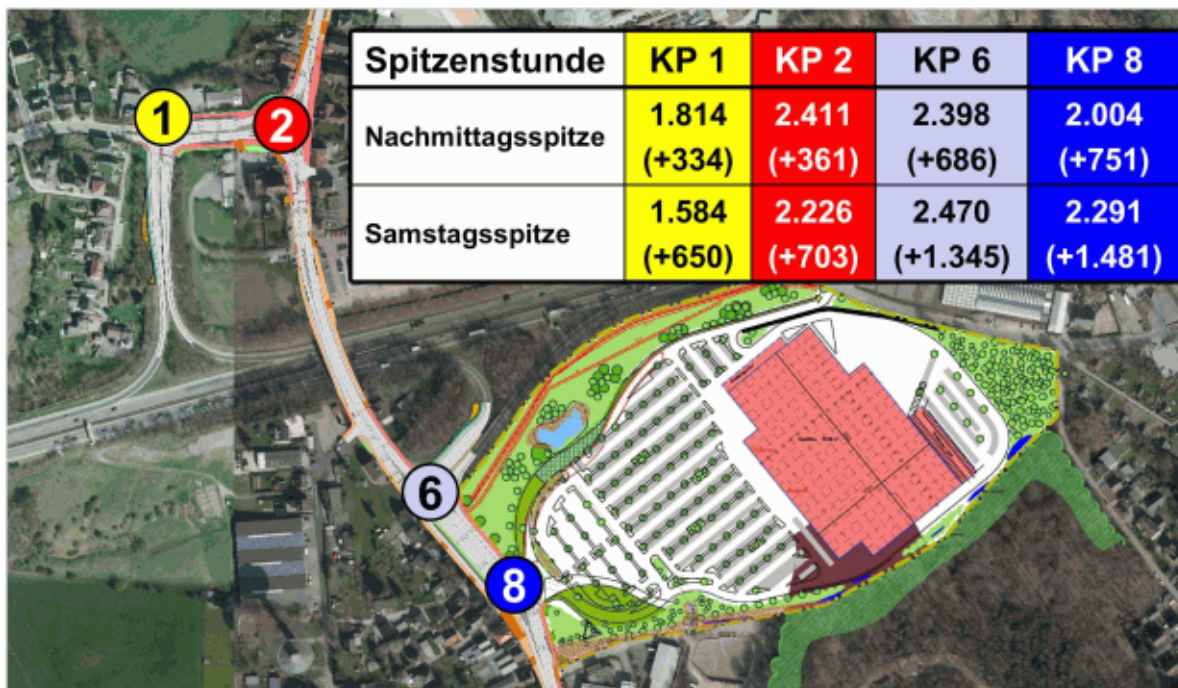 Spitzenstunde KP 1 KP 2 KP 6 KP 8
Nachmittagsspitze 1.814 2.411 2.398 2.004
(+334) (+361) (+686) (+751)
Samstagsspitze 1.584 2.226 2.470 2.291
(+650) (+703) (+1.345) (+1.481)
1
2
6
8